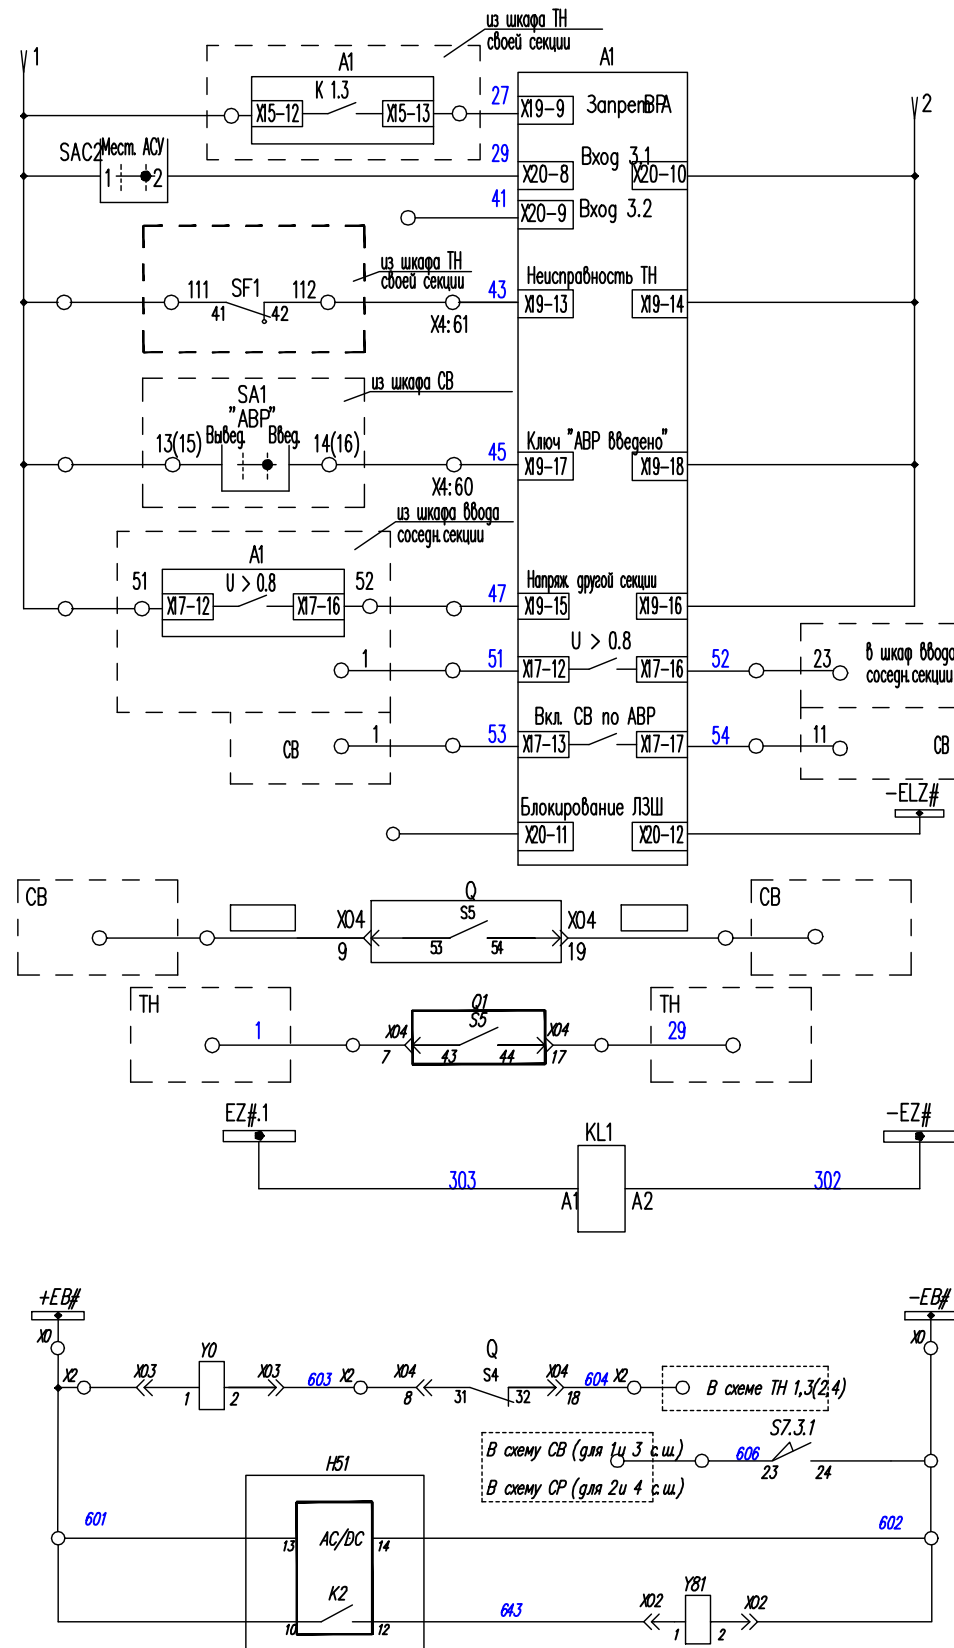 из шкафа ТН
своей секции
1
A1
A1
К 1.3
27
2
X15-12
X15-13
X19-9
Запрет АВР
SAC2
Мест. АСУ
29
Вход 3.1
1
2
X20-8
X20-10
41
X20-9
Вход 3.2
из шкафа ТН
своей секции
Неисправность ТН
111
SF1
112
43
X19-13
X19-14
41
42
X4:61
из шкафа СВ
SA1
"АВР"
Вывед.
Введ.
13(15)
14(16)
45
Ключ "АВР введено"
X19-17
X19-18
X4:60
из шкафа ввода
соседн.секции
A1
51
U > 0.8
52
47
Напряж. другой секции
X17-12
X17-16
X19-15
X19-16
U > 0.8
1
51
X17-12
X17-16
52
23
в шкаф ввода
соседн.секции
Вкл. СВ по АВР
СВ
1
53
X17-13
X17-17
54
11
СВ
-ELZ#
Блокирование ЛЗШ
X20-11
X20-12
СВ
Q
СВ
X04
S5
X04
9
53
54
19
ТН
Q1
ТН
1
X04
S5
X04
29
7
43
44
17
EZ#.1
-EZ#
KL1
303
302
A1
A2
+EB#
-EB#
X0
X0
X2
X03
Y0
X03
603
X2
X04
Q
S4
X04
604
X2
В схеме ТН 1,3(2,4)
1
2
8
31
32
18
S7.3.1
В схему СВ (для 1и 3 с.ш.)
606
23
24
В схему СР (для 2и 4 с.ш.)
H51
601
602
13
AC/DC
14
K2
10
12
643
X02
Y81
X02
1
2